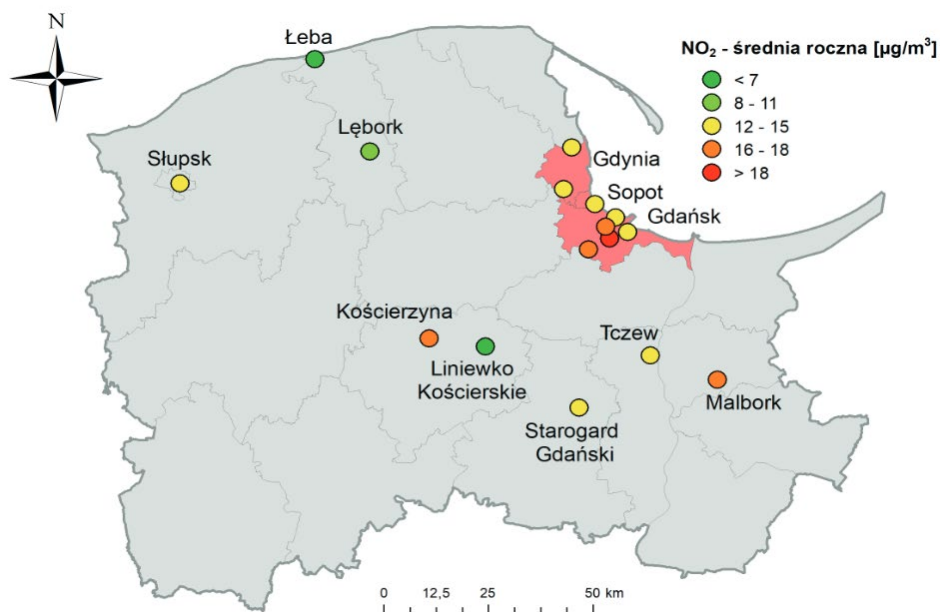 N
Łeba
NO₂ - średnia roczna [µg/m³]
< 7
8 - 11
12 - 15
16 - 18
> 18
Lębork
Słupsk
Gdynia
Sopot
Gdańsk
Kościerzyna
Liniewko
Kościerskie
Tczew
Malbork
Starogard
Gdański
0 12,5 25 50 km